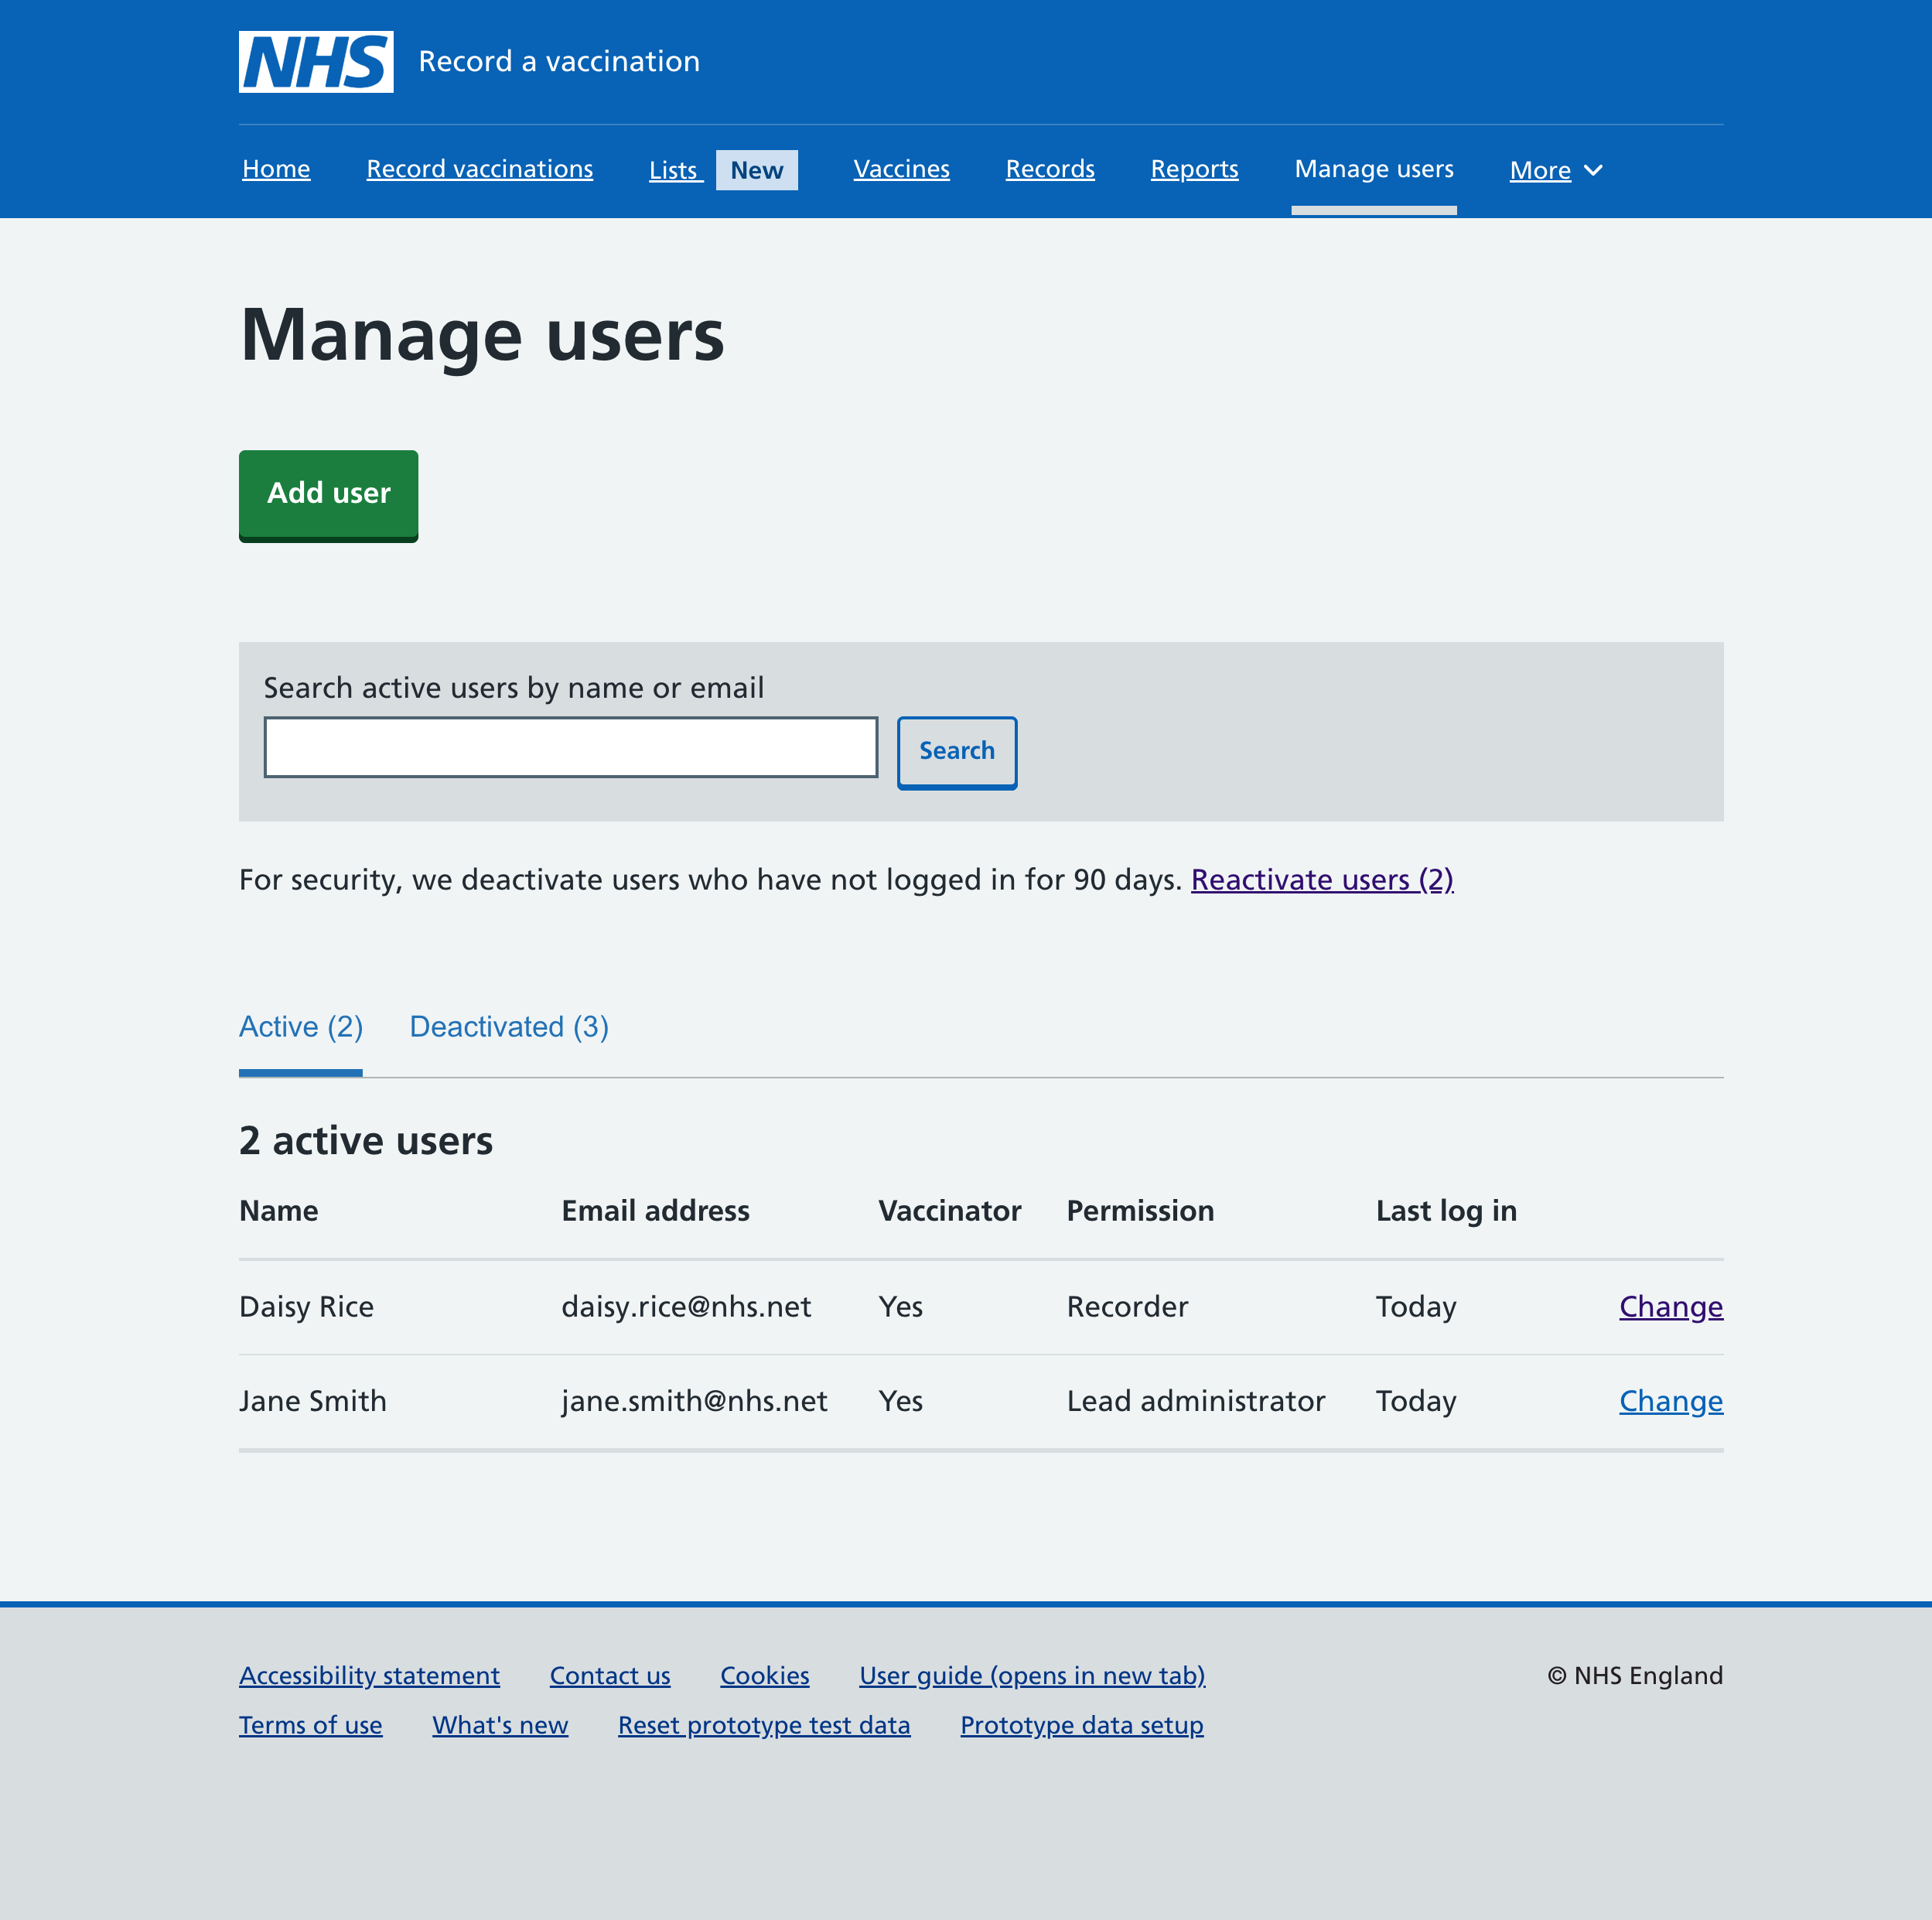 NHS Record a vaccination
Home Record vaccinations Lists New Vaccines Records Reports Manage users More
Manage users
Add user
Search active users by name or email
Search
For security, we deactivate users who have not logged in for 90 days. Reactivate users (2)
Active (2) Deactivated (3)
2 active users
Name Email address Vaccinator Permission Last log in
Daisy Rice daisy.rice@nhs.net Yes Recorder Today Change
Jane Smith jane.smith@nhs.net Yes Lead administrator Today Change
Accessibility statement Contact us Cookies User guide (opens in new tab) © NHS England
Terms of use What's new Reset prototype test data Prototype data setup